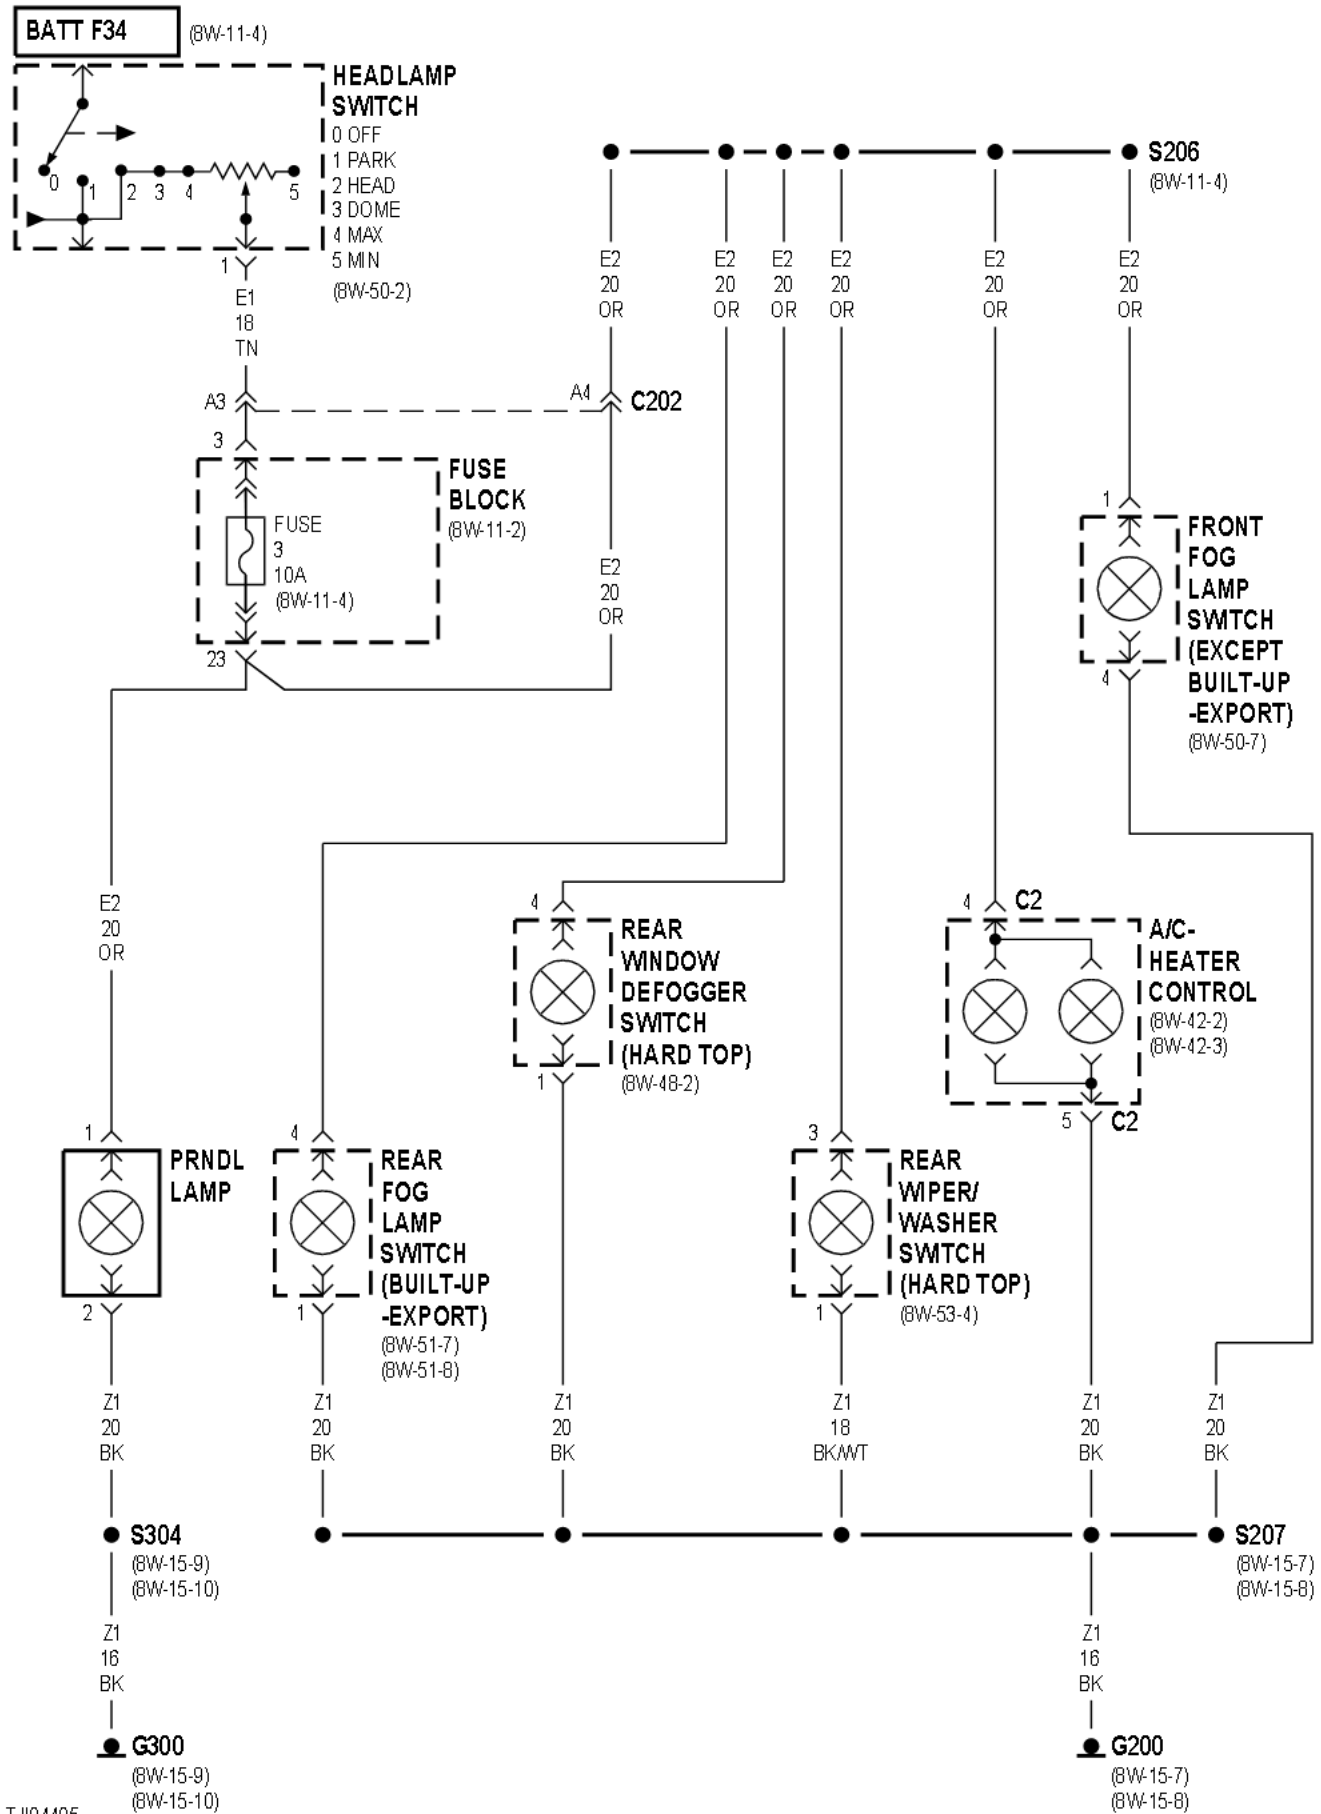 BATT F34
(8W-11-4)
HEADLAMP
SWITCH
0 OFF
1 PARK
2 HEAD
3 DOME
4 MAX
5 MIN
(8W-50-2)
0
1
2
3
4
5
1
E1
18
TN
S206
(8W-11-4)
E2
20
OR
E2
20
OR
E2
20
OR
E2
20
OR
E2
20
OR
E2
20
OR
A3
A4
C202
3
FUSE
BLOCK
(8W-11-2)
FUSE
3
10A
(8W-11-4)
23
E2
20
OR
1
FRONT
FOG
LAMP
SWITCH
(EXCEPT
BUILT-UP
-EXPORT)
(8W-50-7)
4
E2
20
OR
4
REAR
WINDOW
DEFOGGER
SWITCH
(HARD TOP)
(8W-48-2)
1
4
C2
A/C-
HEATER
CONTROL
(8W-42-2)
(8W-42-3)
5
C2
1
PRNDL
LAMP
2
4
REAR
FOG
LAMP
SWITCH
(BUILT-UP
-EXPORT)
(8W-51-7)
(8W-51-8)
1
3
REAR
WIPER/
WASHER
SWITCH
(HARD TOP)
(8W-53-4)
1
Z1
20
BK
Z1
20
BK
Z1
20
BK
Z1
18
BK/WT
Z1
20
BK
Z1
20
BK
S304
(8W-15-9)
(8W-15-10)
S207
(8W-15-7)
(8W-15-8)
Z1
16
BK
Z1
16
BK
G300
(8W-15-9)
(8W-15-10)
G200
(8W-15-7)
(8W-15-8)